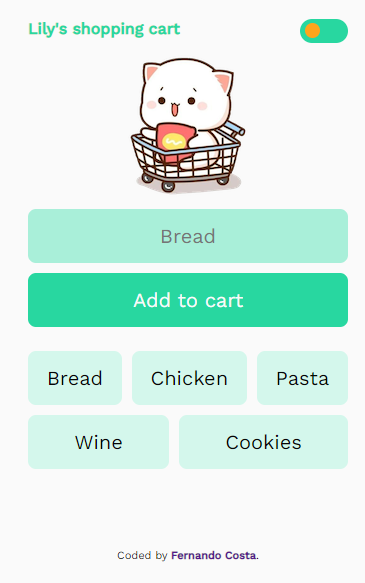 Lily's shopping cart
Bread
Add to cart
Bread Chicken Pasta
Wine Cookies
Coded by Fernando Costa.